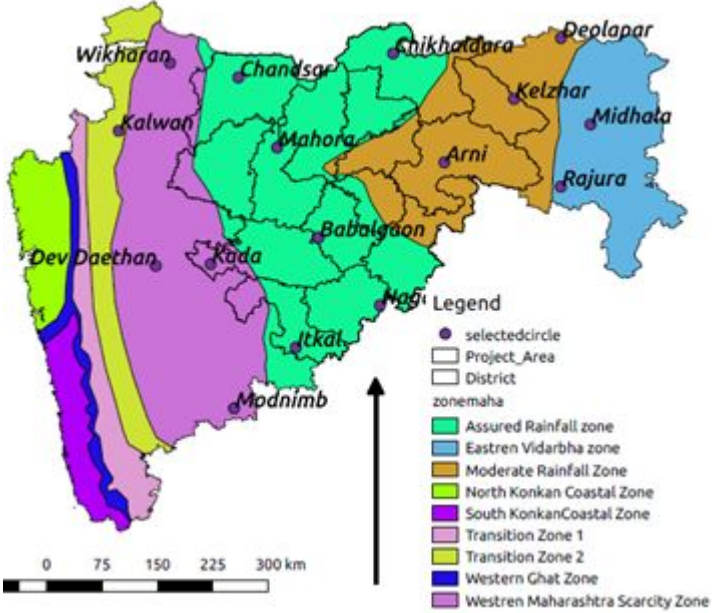 Deolapar
Chikhaldara
Wikharan
Chandsar
Kelzhar
Midhala
Kalwan
Mahora
Arni
Rajura
Babalgaon
Dev Daethan
Kada
Itkal
Modnimb
Legend
selectedcircle
Project_Area
District
zonemaha
Assured Rainfall zone
Eastren Vidarbha zone
Moderate Rainfall Zone
North Konkan Coastal Zone
South KonkanCoastal Zone
Transition Zone 1
Transition Zone 2
Western Ghat Zone
Westren Maharashtra Scarcity Zone
0 75 150 225 300 km